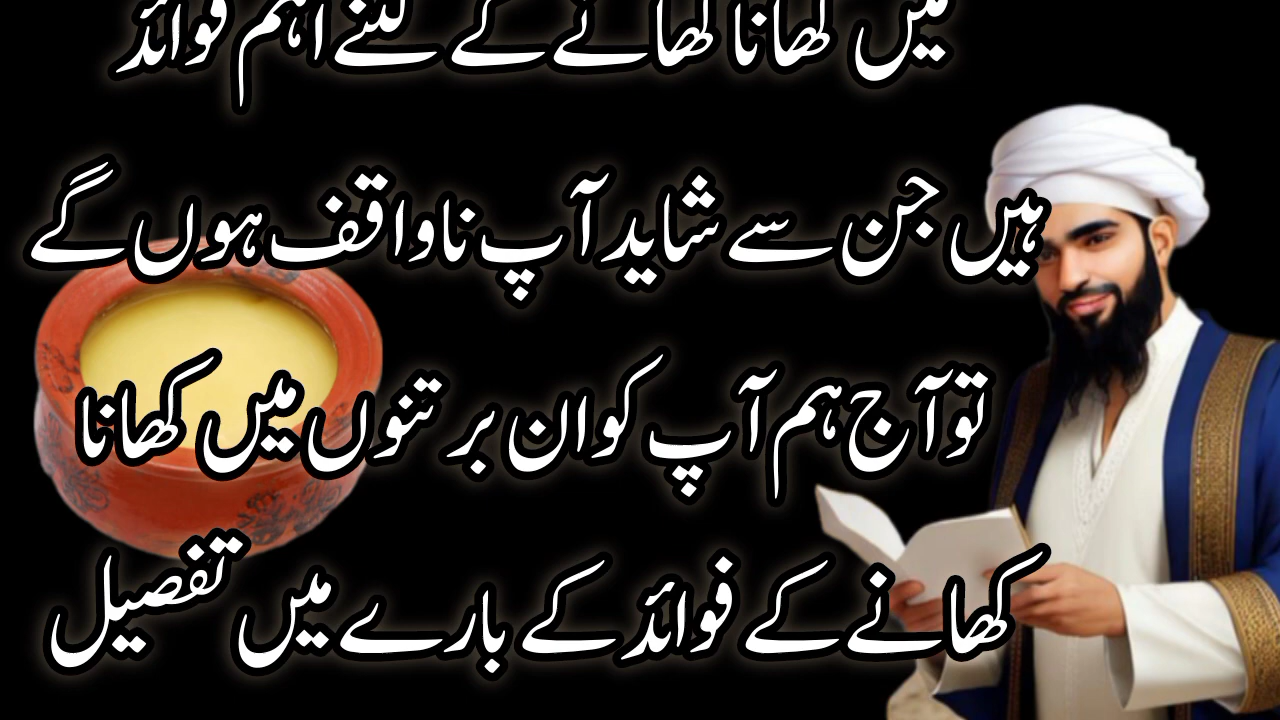 میں کھانا کھانے کے کتنے اہم فوائد
ہیں جن سے شاید آپ ناواقف ہوں گے
تو آج ہم آپ کو ان برتنوں میں کھانا
کھانے کے فوائد کے بارے میں تفصیل